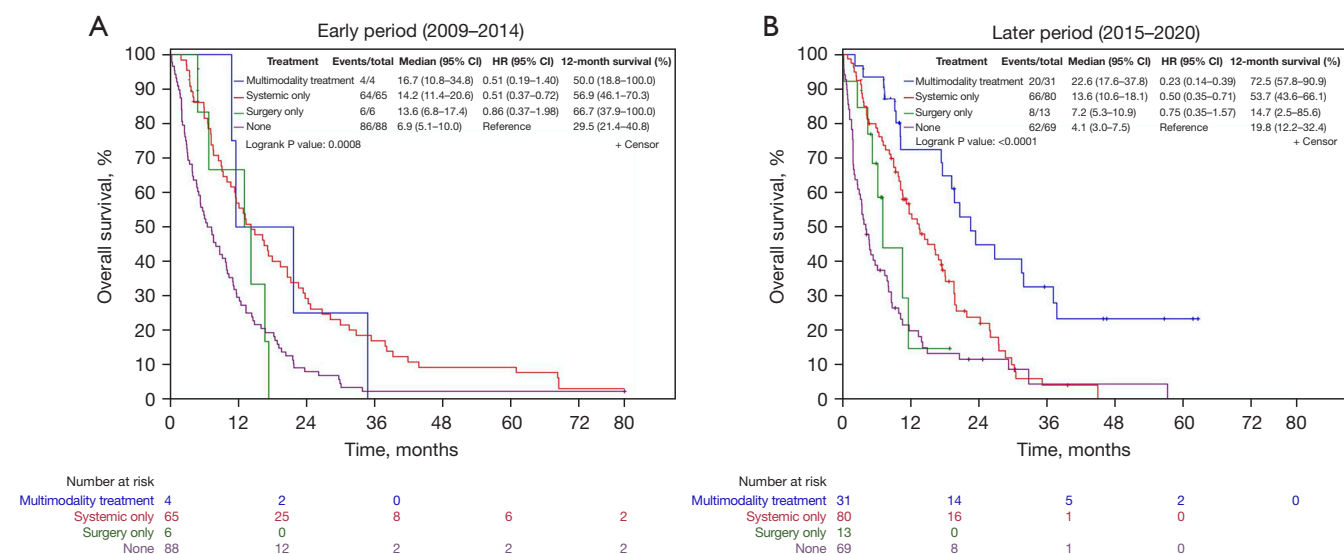 A
Early period (2009–2014)
Treatment Events/total Median (95% CI) HR (95% CI) 12-month survival (%)
Multimodality treatment 4/4 16.7 (10.8–34.8) 0.51 (0.19–1.40) 50.0 (18.8–100.0)
Systemic only 64/65 14.2 (11.4–20.6) 0.51 (0.37–0.72) 56.9 (46.1–70.3)
Surgery only 6/6 13.6 (6.8–17.4) 0.86 (0.37–1.98) 66.7 (37.9–100.0)
None 86/88 6.9 (5.1–10.0) Reference 29.5 (21.4–40.8)
Logrank P value: 0.0008 + Censor
Overall survival, %
100
90
80
70
60
50
40
30
20
10
0
0 12 24 36 48 60 72 80
Time, months
Number at risk
Multimodality treatment 4 2 0
Systemic only 65 25 8 6 2
Surgery only 6 0
None 88 12 2 2 2
B
Later period (2015–2020)
Treatment Events/total Median (95% CI) HR (95% CI) 12-month survival (%)
Multimodality treatment 20/31 22.6 (17.6–37.8) 0.23 (0.14–0.39) 72.5 (57.8–90.9)
Systemic only 66/80 13.6 (10.6–18.1) 0.50 (0.35–0.71) 53.7 (43.6–66.1)
Surgery only 8/13 7.2 (5.3–10.9) 0.75 (0.35–1.57) 14.7 (2.5–85.6)
None 62/69 4.1 (3.0–7.5) Reference 19.8 (12.2–32.4)
Logrank P value: <0.0001 + Censor
Overall survival, %
100
90
80
70
60
50
40
30
20
10
0
0 12 24 36 48 60 72 80
Time, months
Number at risk
Multimodality treatment 31 14 5 2 0
Systemic only 80 16 1 0
Surgery only 13 0
None 69 8 1 0